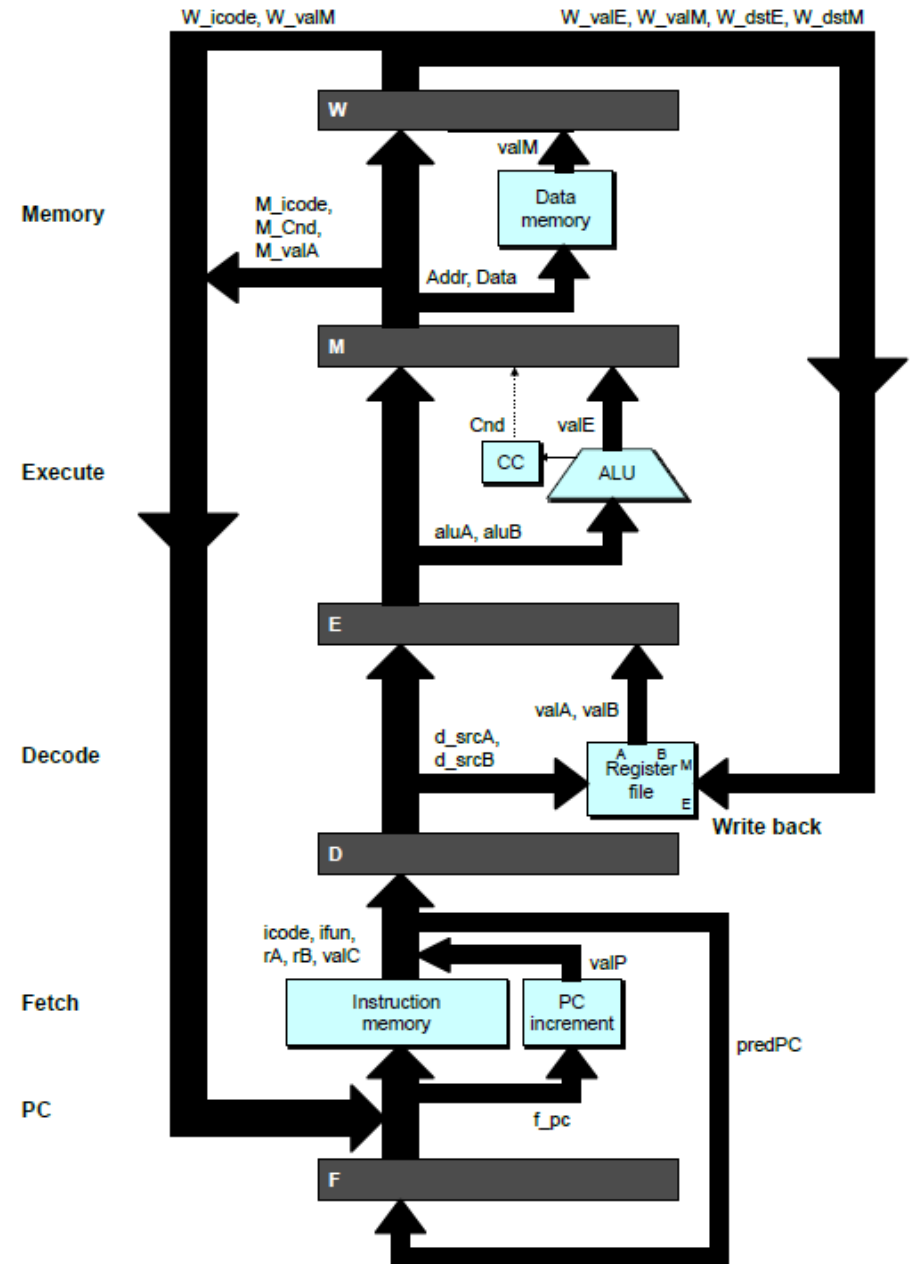 W_icode, W_valM
W_valE, W_valM, W_dstE, W_dstM
W
valM
Data
memory
Memory
M_icode,
M_Cnd,
M_valA
Addr, Data
M
Cnd
valE
CC
ALU
Execute
aluA, aluB
E
valA, valB
d_srcA,
d_srcB
A B
Register
M
file
E
Decode
Write back
D
icode, ifun,
rA, rB, valC
valP
Fetch
Instruction
memory
PC
increment
predPC
PC
f_pc
F